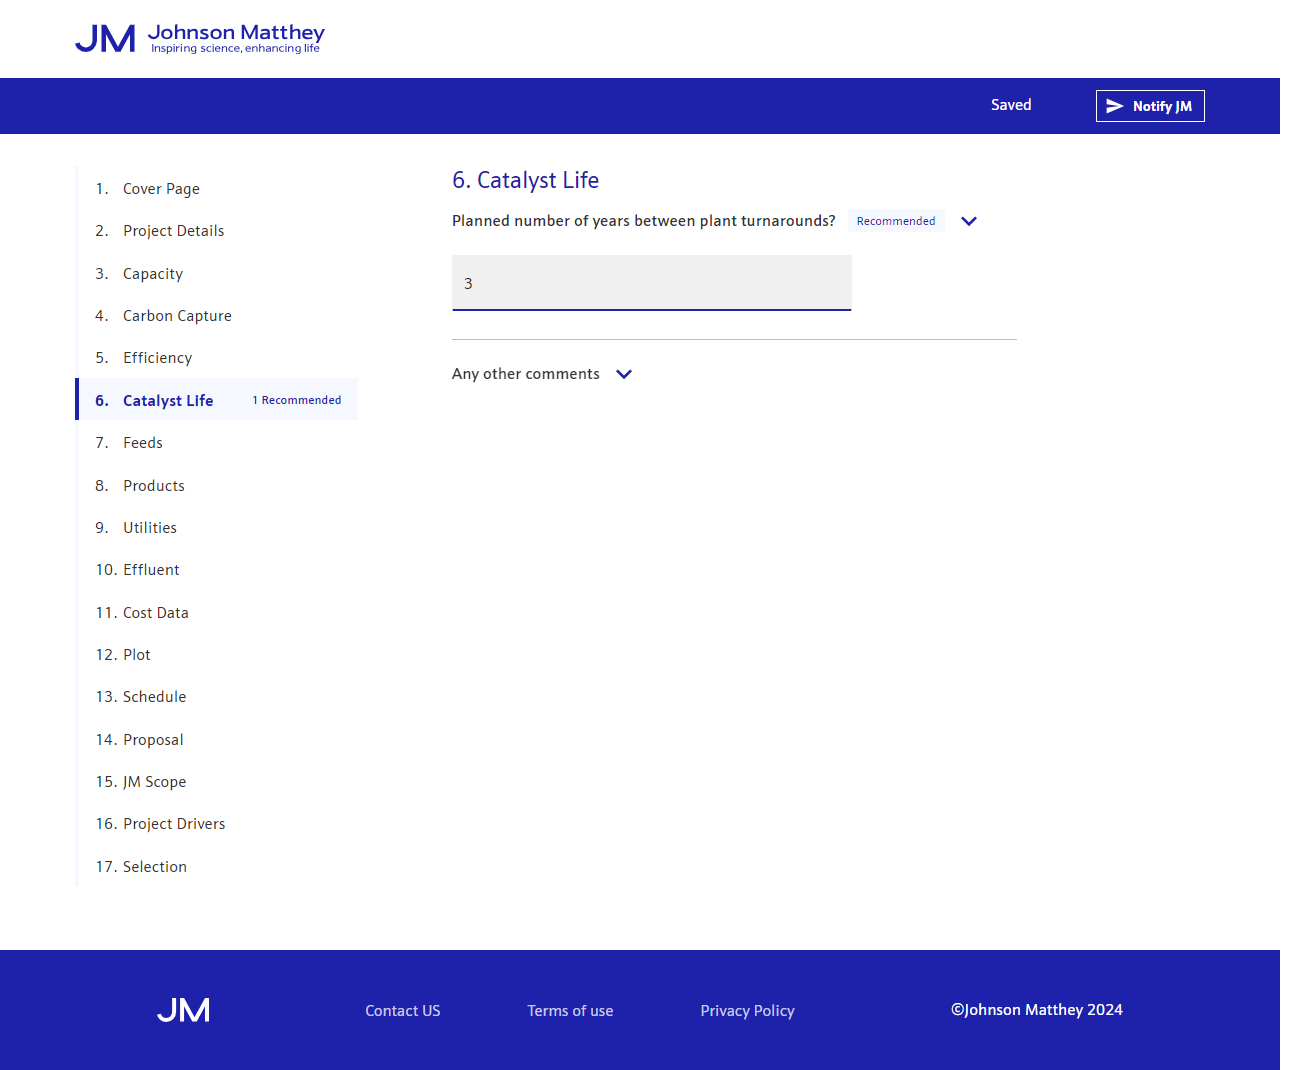 JM Johnson Matthey
Inspiring science, enhancing life
Saved
Notify JM
1. Cover Page
2. Project Details
3. Capacity
4. Carbon Capture
5. Efficiency
6. Catalyst Life 1 Recommended
7. Feeds
8. Products
9. Utilities
10. Effluent
11. Cost Data
12. Plot
13. Schedule
14. Proposal
15. JM Scope
16. Project Drivers
17. Selection
6. Catalyst Life
Planned number of years between plant turnarounds? Recommended
3
Any other comments
JM
Contact US
Terms of use
Privacy Policy
©Johnson Matthey 2024